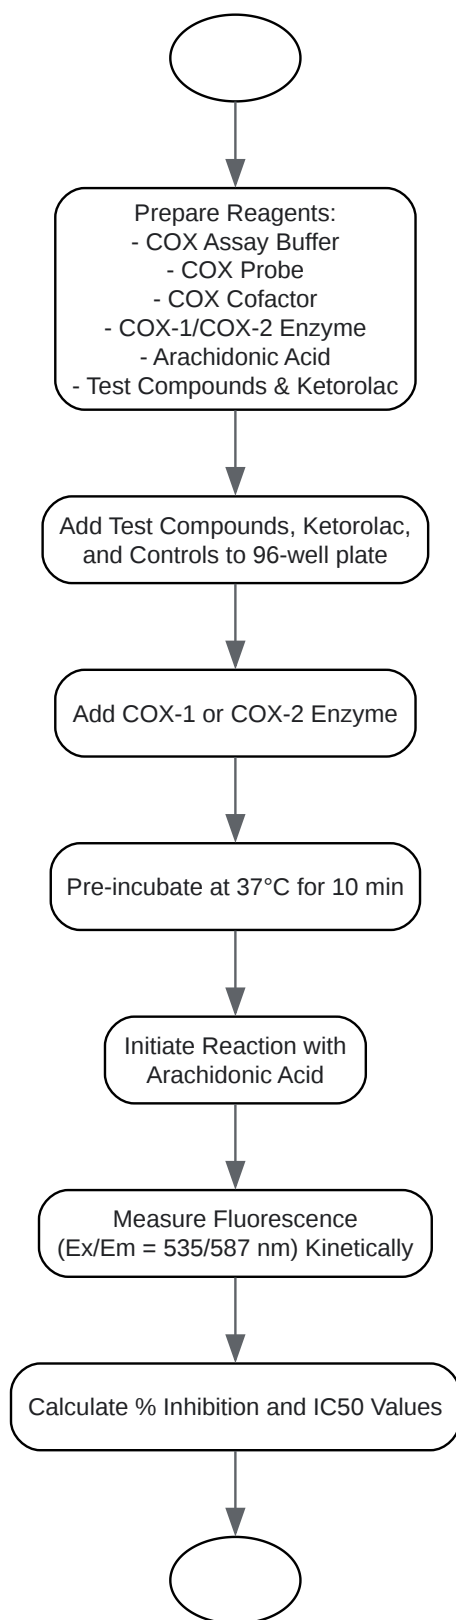 Prepare Reagents:
- COX Assay Buffer
- COX Probe
- COX Cofactor
- COX-1/COX-2 Enzyme
- Arachidonic Acid
- Test Compounds & Ketorolac
Add Test Compounds, Ketorolac,
and Controls to 96-well plate
Add COX-1 or COX-2 Enzyme
Pre-incubate at 37°C for 10 min
Initiate Reaction with
Arachidonic Acid
Measure Fluorescence
(Ex/Em = 535/587 nm) Kinetically
Calculate % Inhibition and IC50 Values